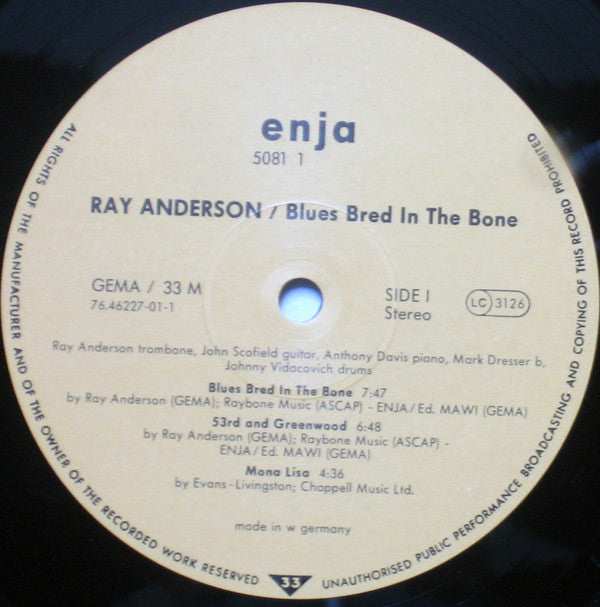 enja
5081 1
RAY ANDERSON / Blues Bred In The Bone
GEMA / 33 M
76.46227-01-1
SIDE I
Stereo
LC 3126
Ray Anderson trombone, John Scofield guitar, Anthony Davis piano, Mark Dresser b,
Johnny Vidacovich drums
Blues Bred In The Bone 7:47
by Ray Anderson (GEMA); Raybone Music (ASCAP) - ENJA/Ed. MAWI (GEMA)
53rd and Greenwood 6:48
by Ray Anderson (GEMA); Raybone Music (ASCAP) -
ENJA/Ed. MAWI (GEMA)
Mona Lisa 4:36
by Evans-Livingston; Chappell Music Ltd.
made in w germany
ALL RIGHTS OF THE MANUFACTURER AND OF THE OWNER OF THE RECORDED WORK RESERVED
33
UNAUTHORISED PUBLIC PERFORMANCE BROADCASTING AND COPYING OF THIS RECORD PROHIBITED